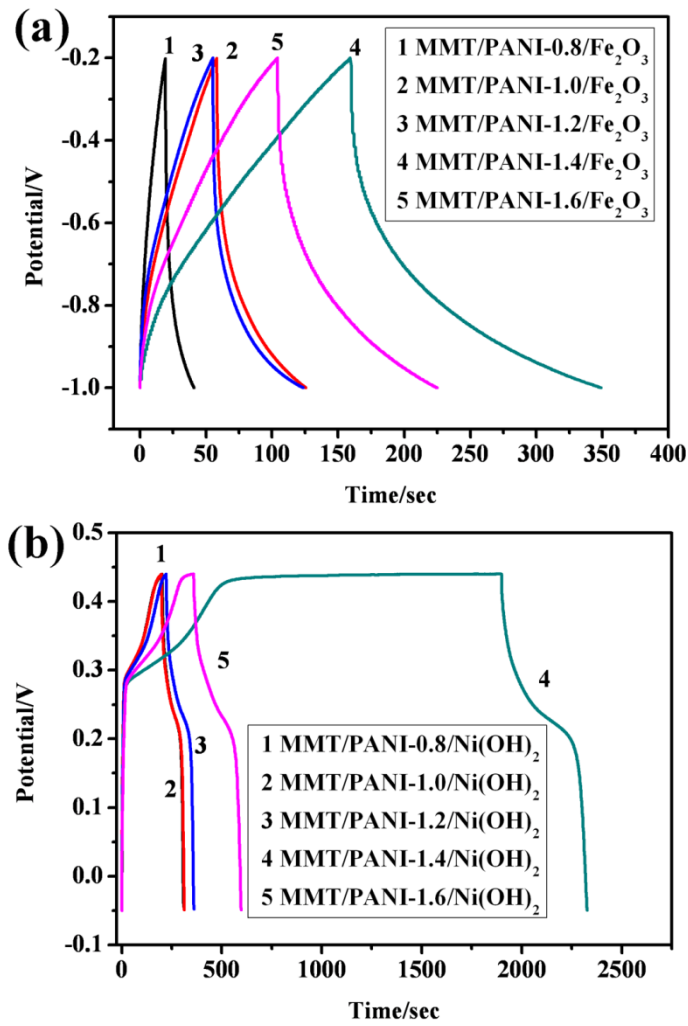 (a)
1
3
2
5
4
1 MMT/PANI-0.8/Fe₂O₃
2 MMT/PANI-1.0/Fe₂O₃
3 MMT/PANI-1.2/Fe₂O₃
4 MMT/PANI-1.4/Fe₂O₃
5 MMT/PANI-1.6/Fe₂O₃
-0.2
-0.4
-0.6
-0.8
-1.0
Potential/V
0 50 100 150 200 250 300 350 400
Time/sec
(b)
1
5
4
3
2
1 MMT/PANI-0.8/Ni(OH)₂
2 MMT/PANI-1.0/Ni(OH)₂
3 MMT/PANI-1.2/Ni(OH)₂
4 MMT/PANI-1.4/Ni(OH)₂
5 MMT/PANI-1.6/Ni(OH)₂
0.5
0.4
0.3
0.2
0.1
0.0
-0.1
Potential/V
0 500 1000 1500 2000 2500
Time/sec